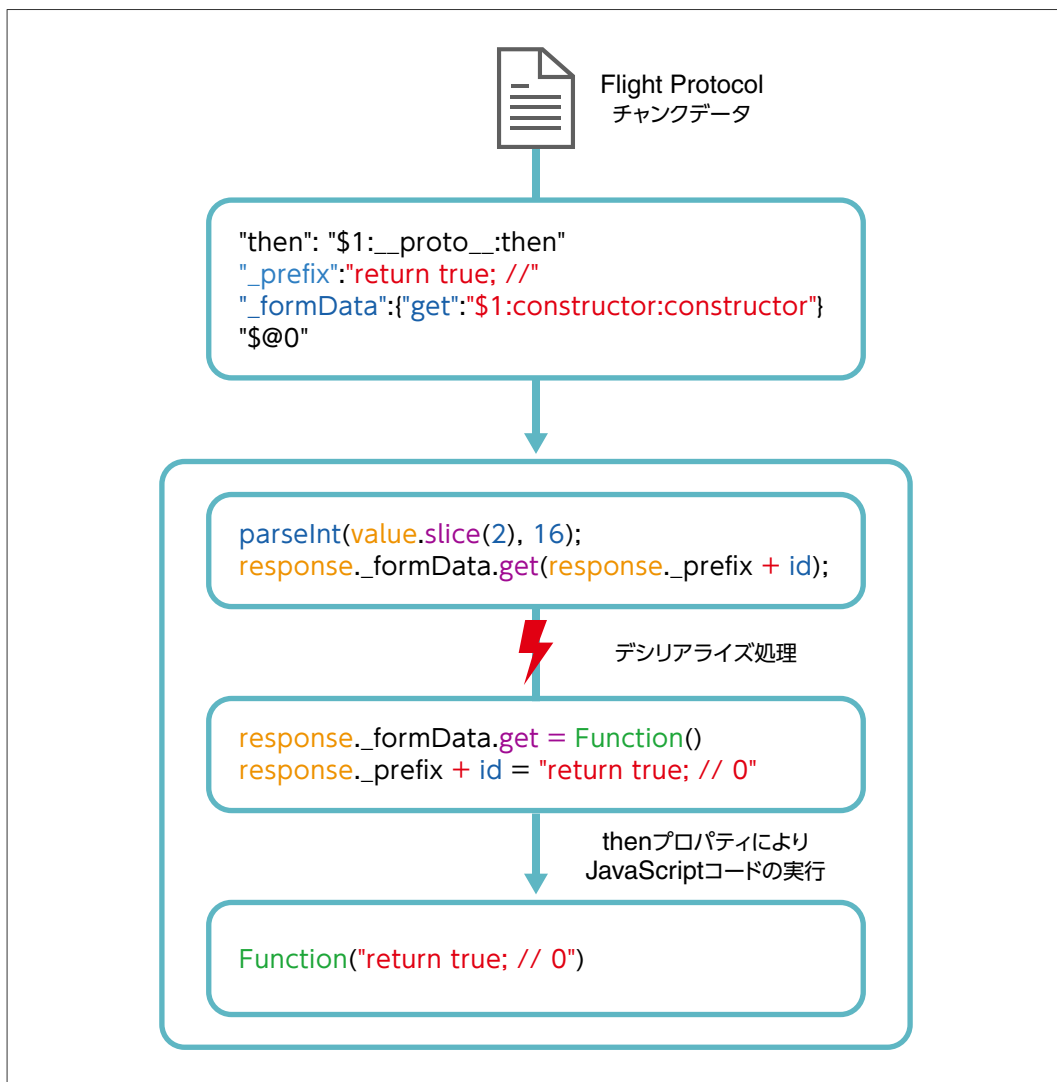 Flight Protocol
チャンクデータ
"then": "$1:__proto__:then"
"_prefix":"return true; //"
"_formData":{"get":"$1:constructor:constructor"}
"$@0"
parseInt(value.slice(2), 16);
response._formData.get(response._prefix + id);
デシリアライズ処理
response._formData.get = Function()
response._prefix + id = "return true; // 0"
thenプロパティにより
JavaScriptコードの実行
Function("return true; // 0")